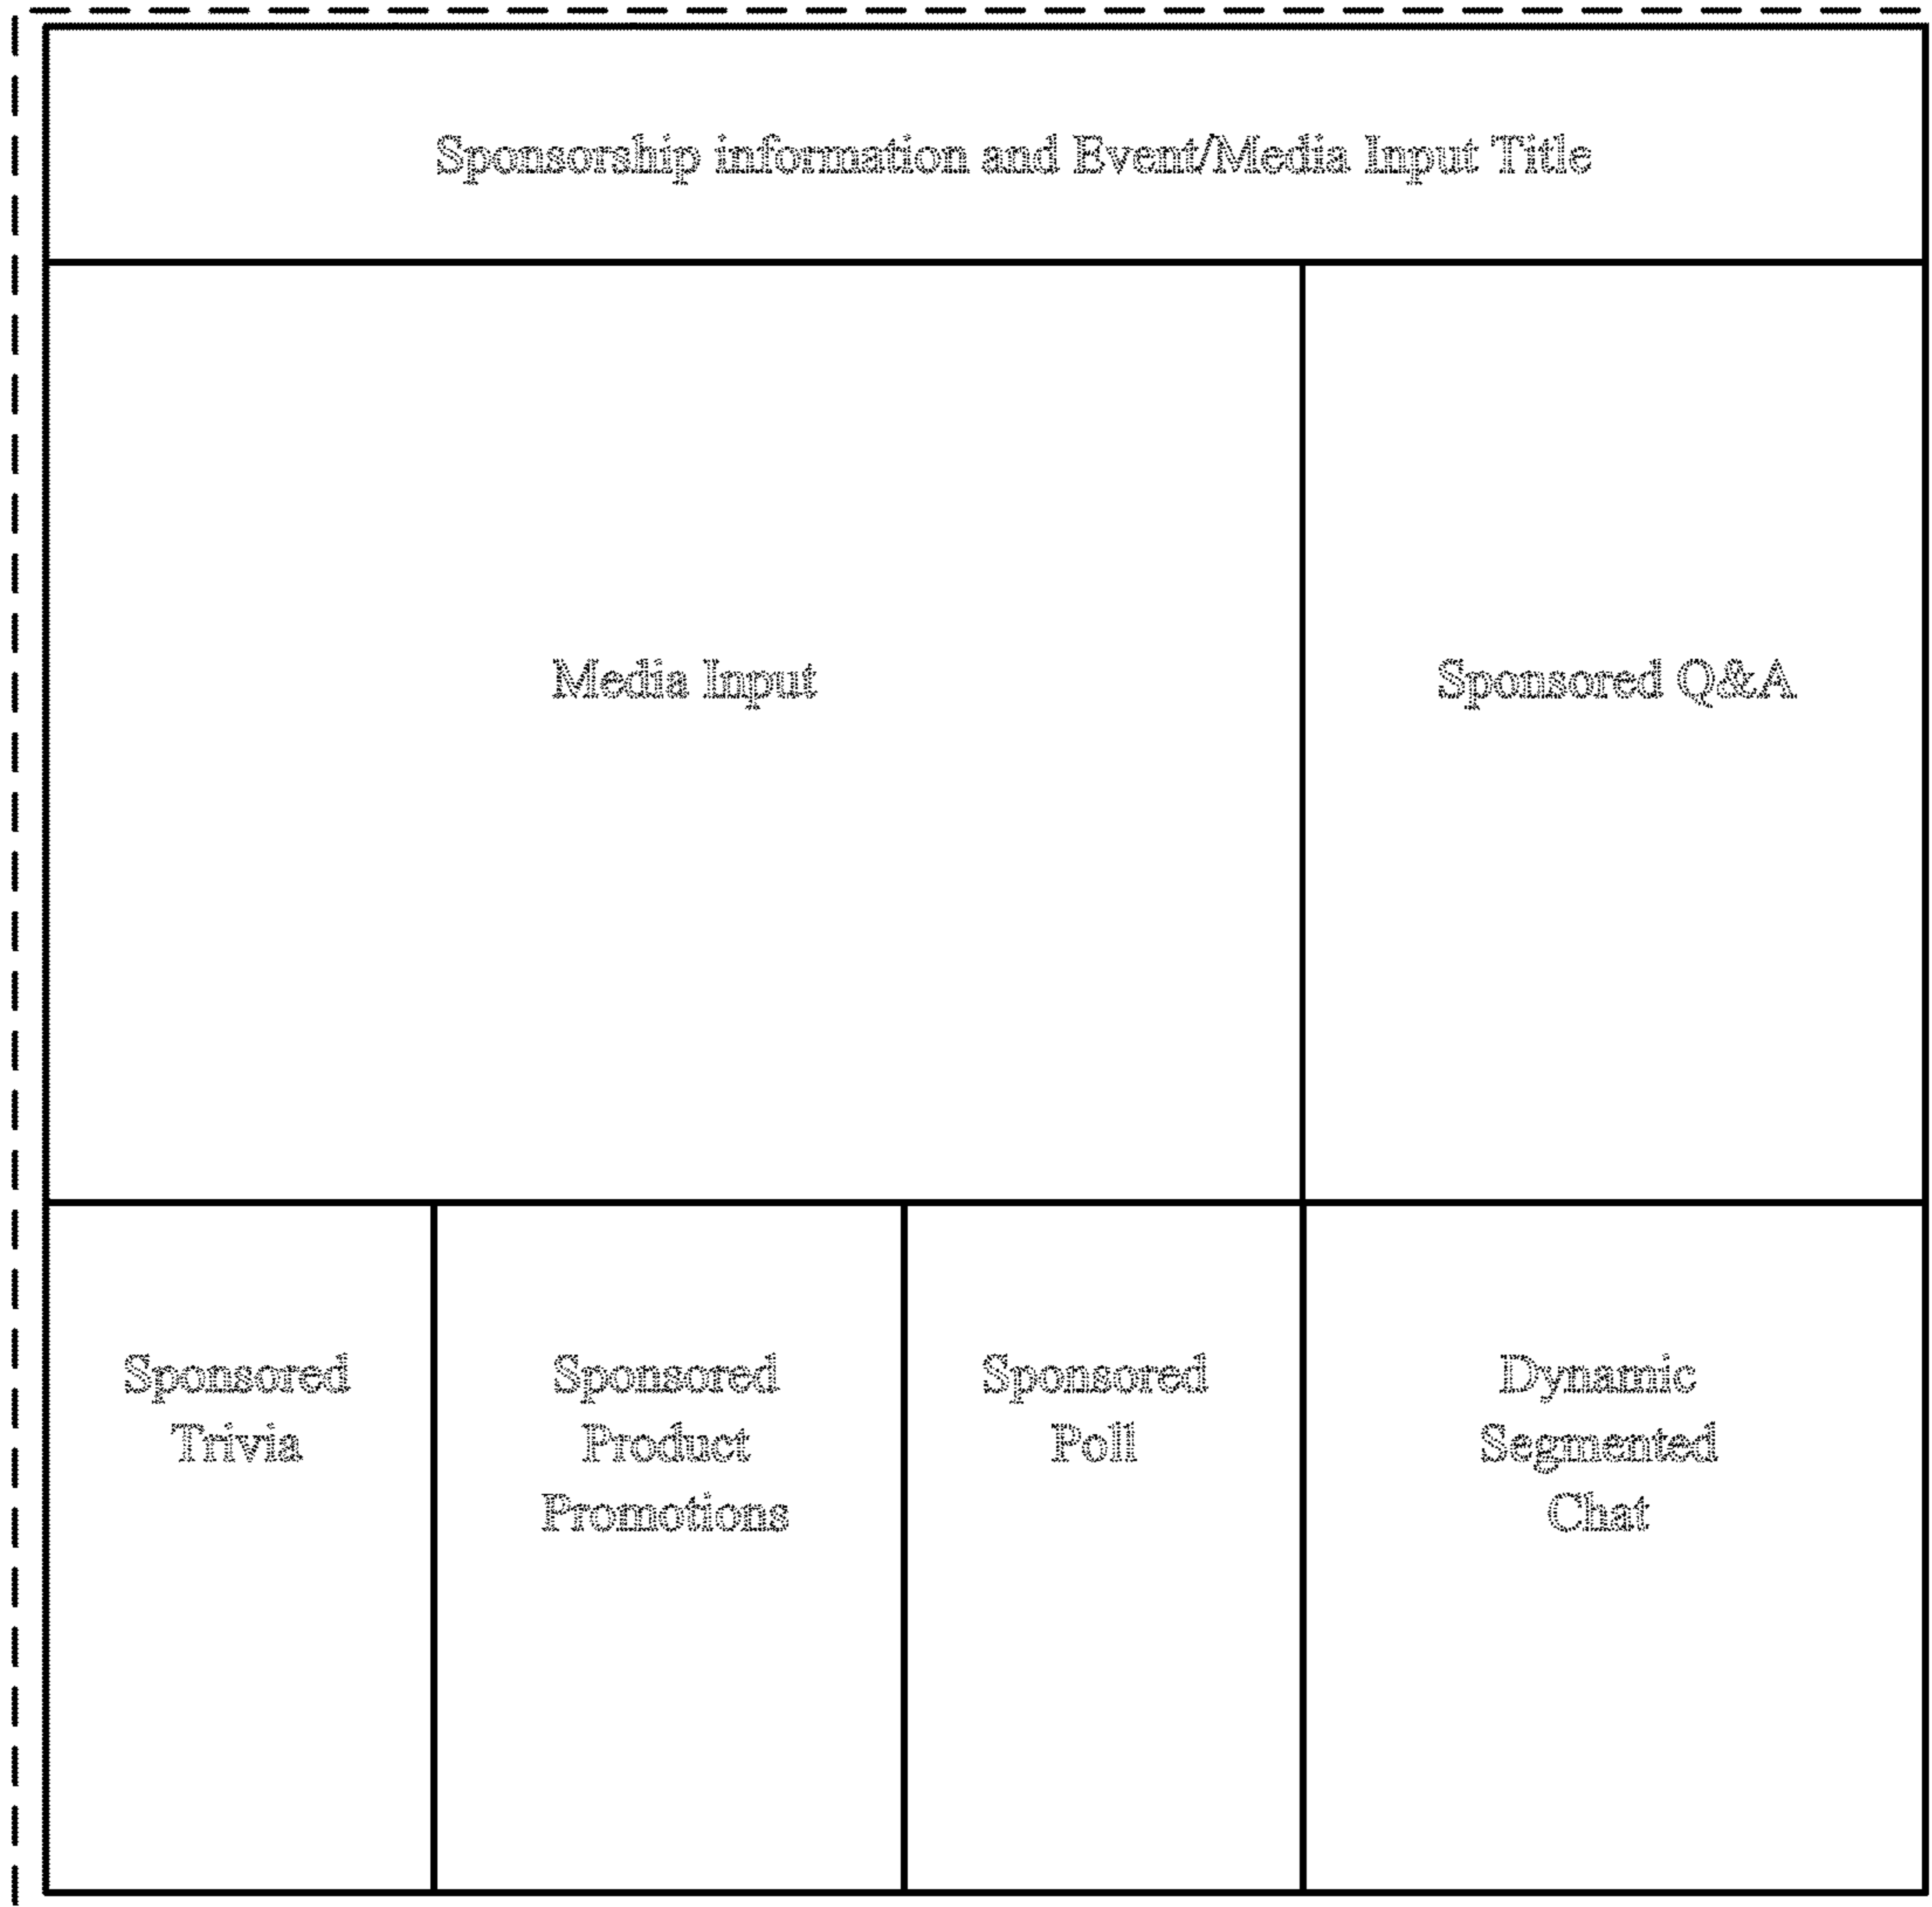 Sponsorship information and Event/Media Input Title
Media Input
Sponsored Q&A
Sponsored
Trivia
Sponsored
Product
Promotions
Sponsored
Poll
Dynamic
Segmented
Chat